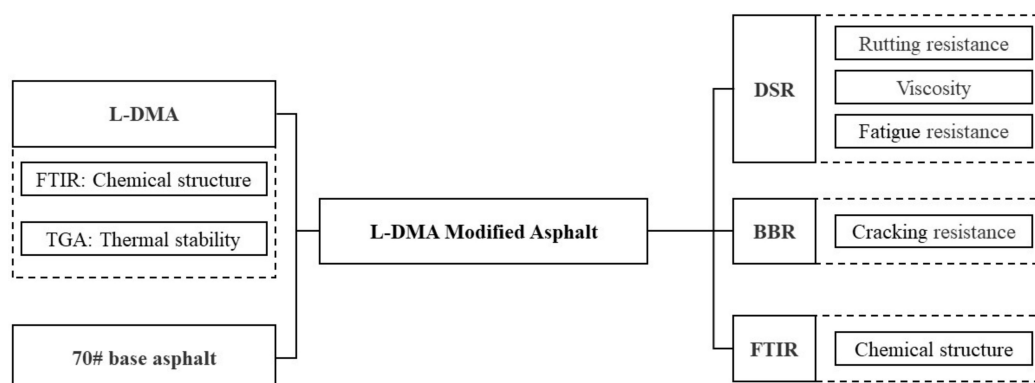 L-DMA
FTIR: Chemical structure
TGA: Thermal stability
70# base asphalt
L-DMA Modified Asphalt
DSR
Rutting resistance
Viscosity
Fatigue resistance
BBR
Cracking resistance
FTIR
Chemical structure